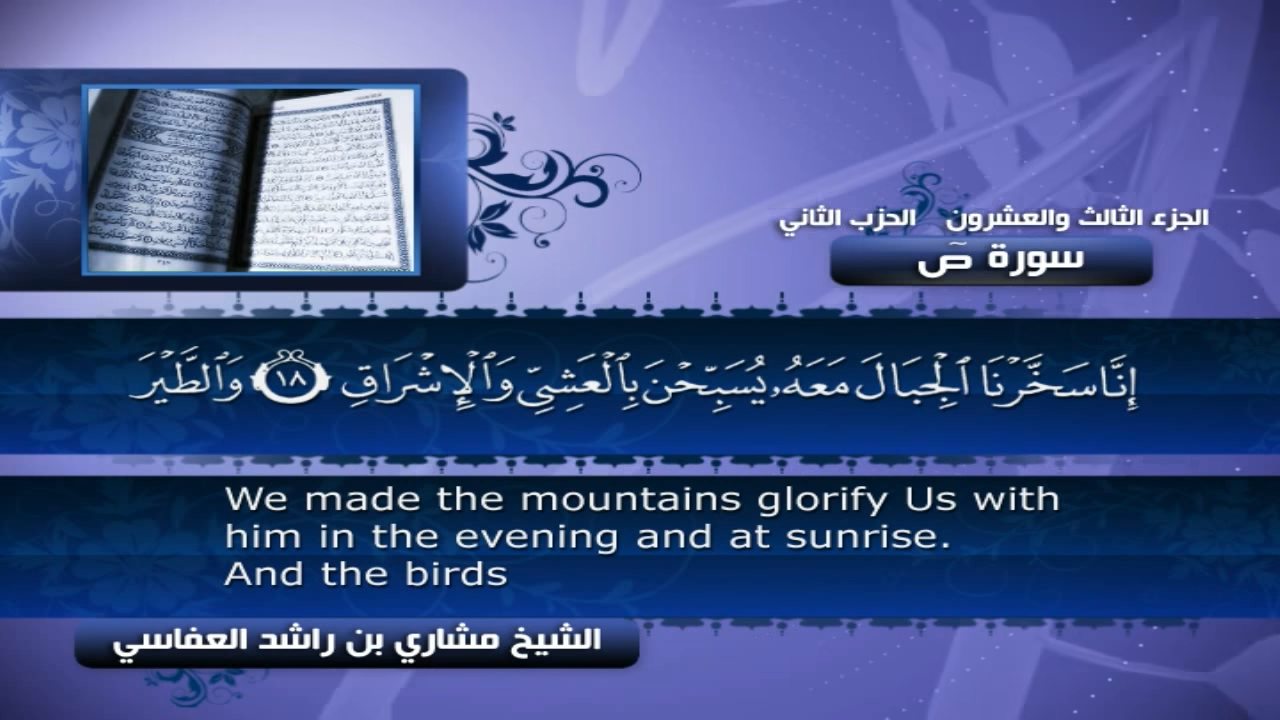 الجزء الثالث والعشرون الحزب الثاني
سورة صٓ
إِنَّا سَخَّرْنَا ٱلْجِبَالَ مَعَهُۥ يُسَبِّحْنَ بِٱلْعَشِىِّ وَٱلْإِشْرَاقِ ١٨ وَٱلطَّيْرَ
We made the mountains glorify Us with
him in the evening and at sunrise.
And the birds
الشيخ مشاري بن راشد العفاسي